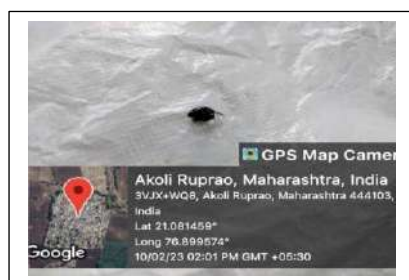 GPS Map Camer
Akoli Ruprao, Maharashtra, India
3VJX+WQ8, Akoli Ruprao, Maharashtra 444103,
India
Lat 21.081459°
Long 76.899574°
10/02/23 02:01 PM GMT +05:30
Google